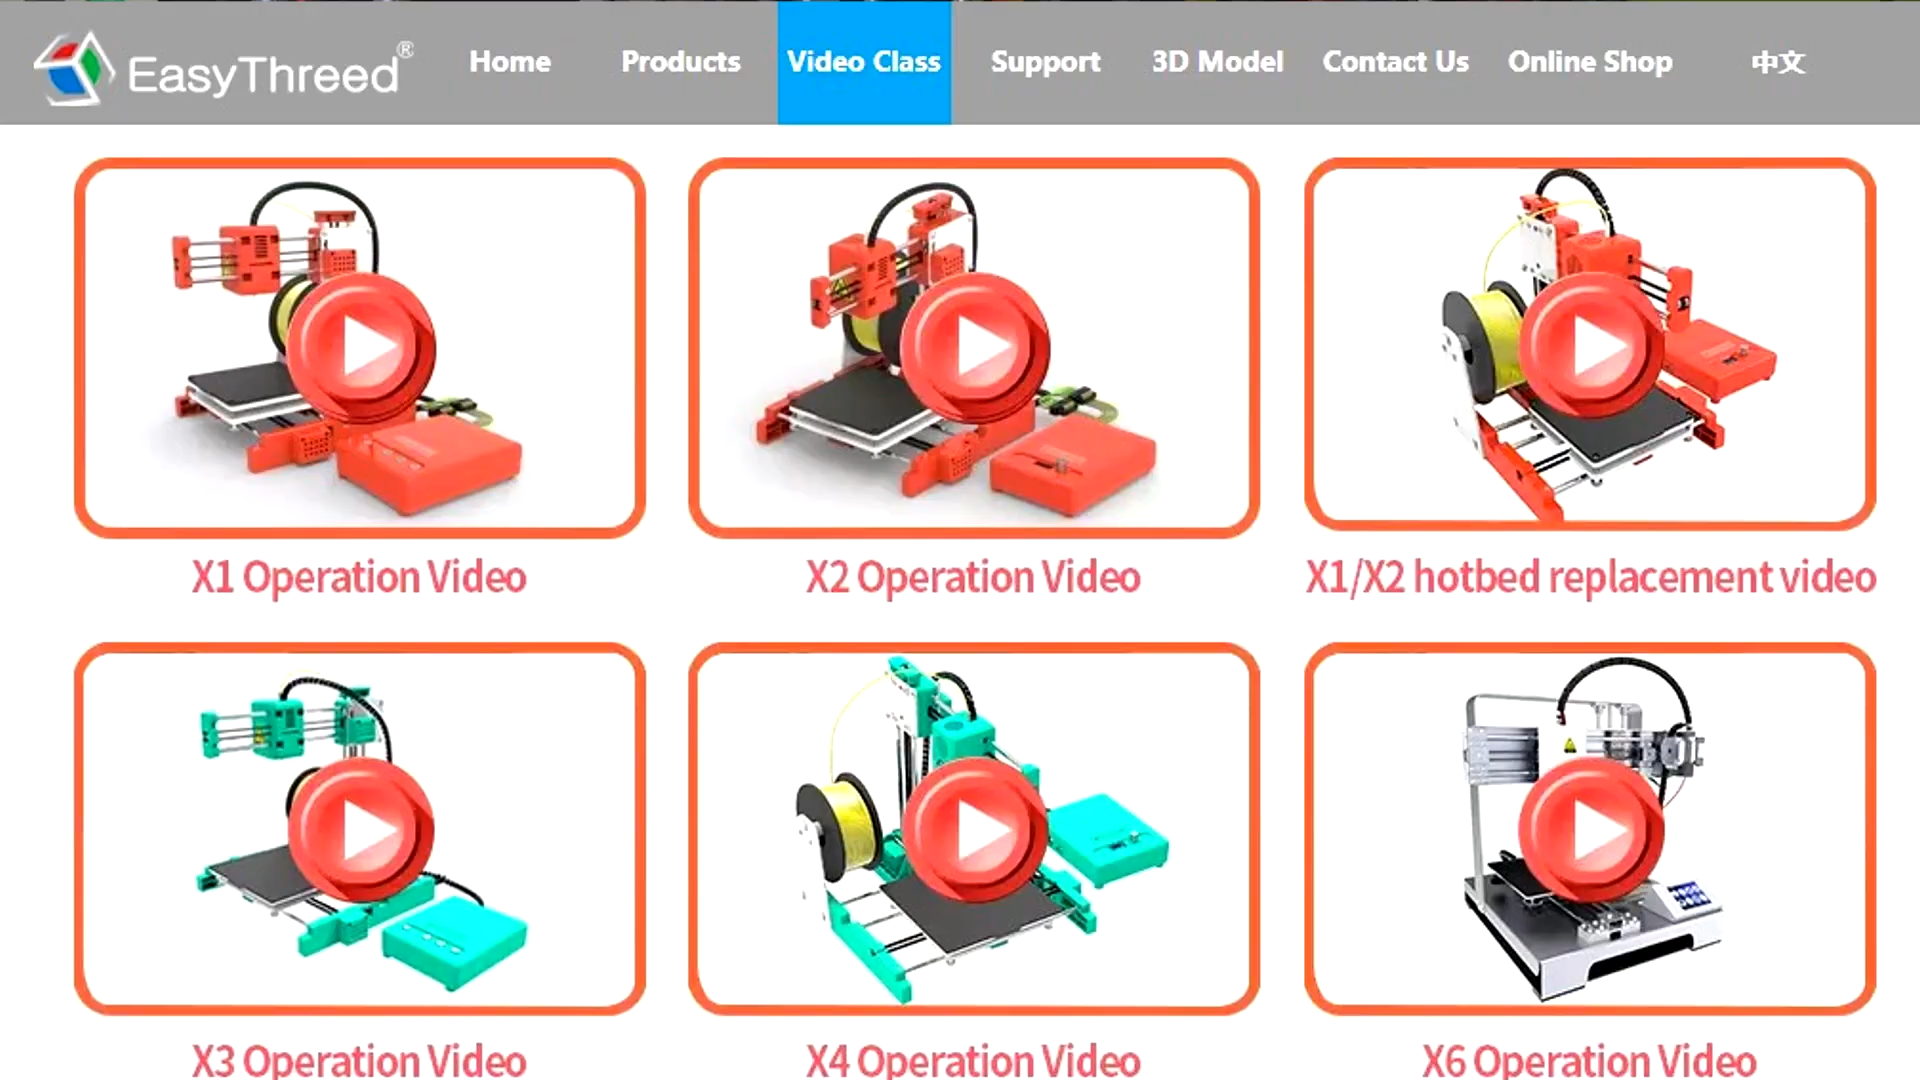 EasyThreed®
Home Products Video Class Support 3D Model Contact Us Online Shop 中文
X1 Operation Video
X2 Operation Video
X1/X2 hotbed replacement video
X3 Operation Video
X4 Operation Video
X6 Operation Video